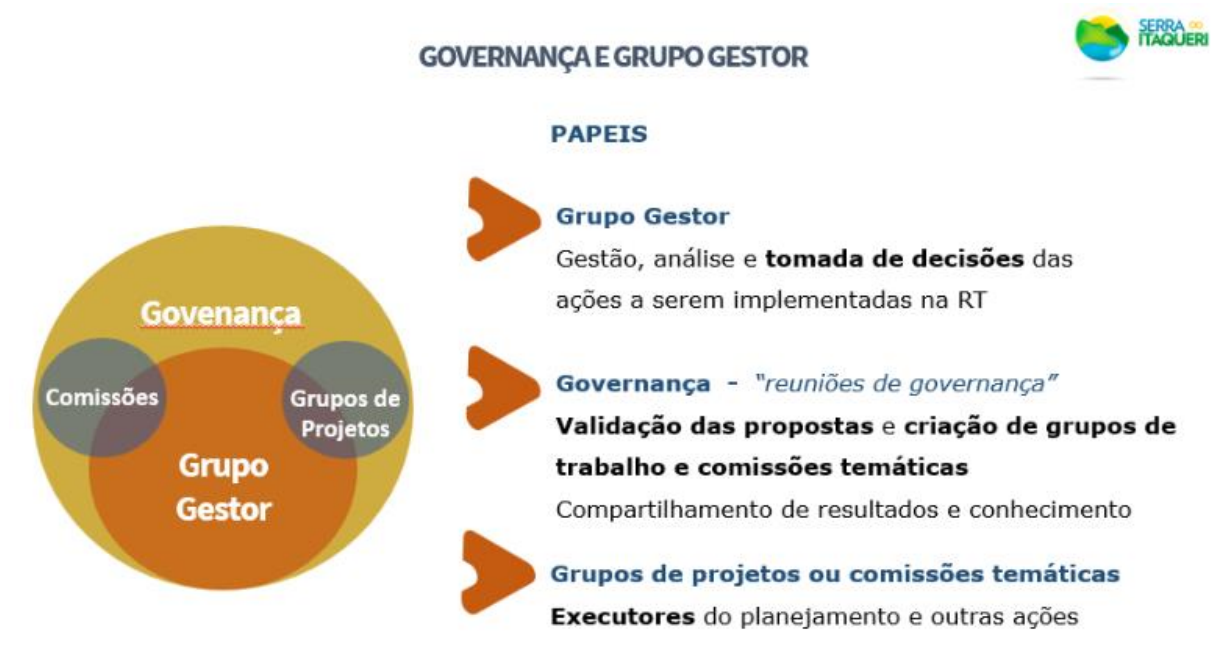 SERRA DO
ITAQUERI
GOVERNANÇA E GRUPO GESTOR
PAPEIS
Grupo Gestor
Gestão, análise e tomada de decisões das
ações a serem implementadas na RT
Governança - “reuniões de governança”
Validação das propostas e criação de grupos de
trabalho e comissões temáticas
Compartilhamento de resultados e conhecimento
Grupos de projetos ou comissões temáticas
Executores do planejamento e outras ações
Govenança
Comissões
Grupos de
Projetos
Grupo
Gestor